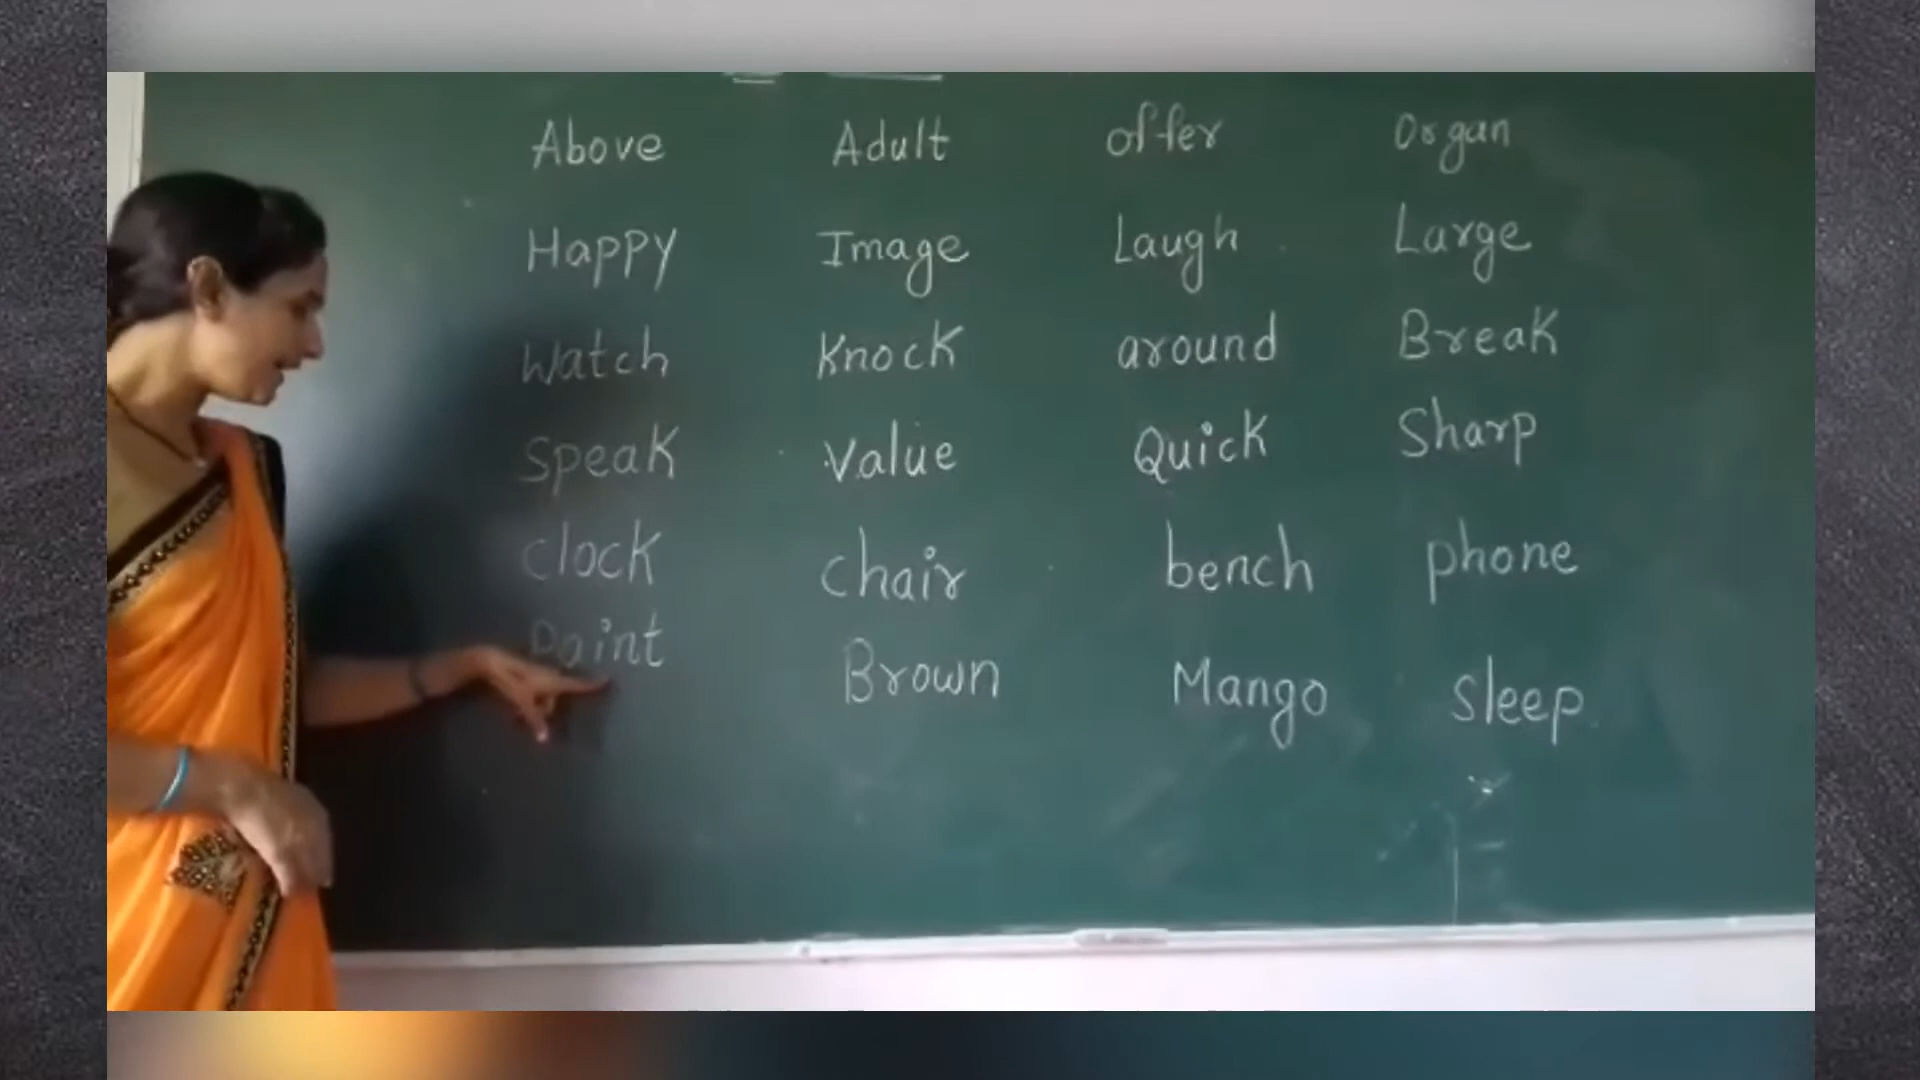 Above Adult offer Organ
Happy Image Laugh Large
Watch Knock around Break
Speak Value Quick Sharp
Clock Chair bench phone
Brown Mango Sleep